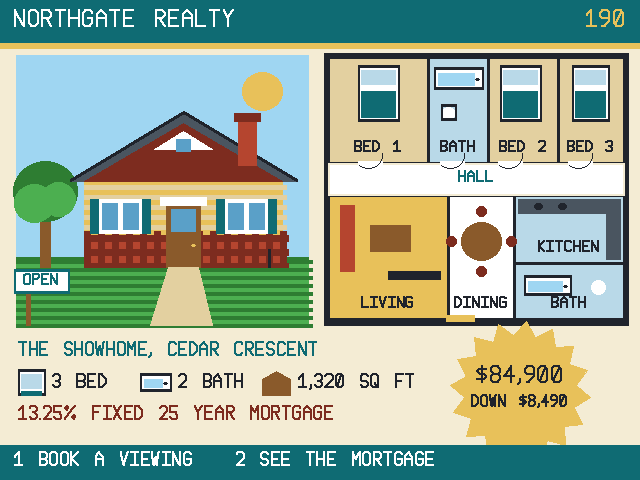 NORTHGATE REALTY 190
BED 1 BATH BED 2 BED 3
HALL
KITCHEN
OPEN
LIVING DINING BATH
THE SHOWHOME, CEDAR CRESCENT
3 BED 2 BATH 1,320 SQ FT
$84,900
DOWN $8,490
13.25% FIXED 25 YEAR MORTGAGE
1 BOOK A VIEWING 2 SEE THE MORTGAGE